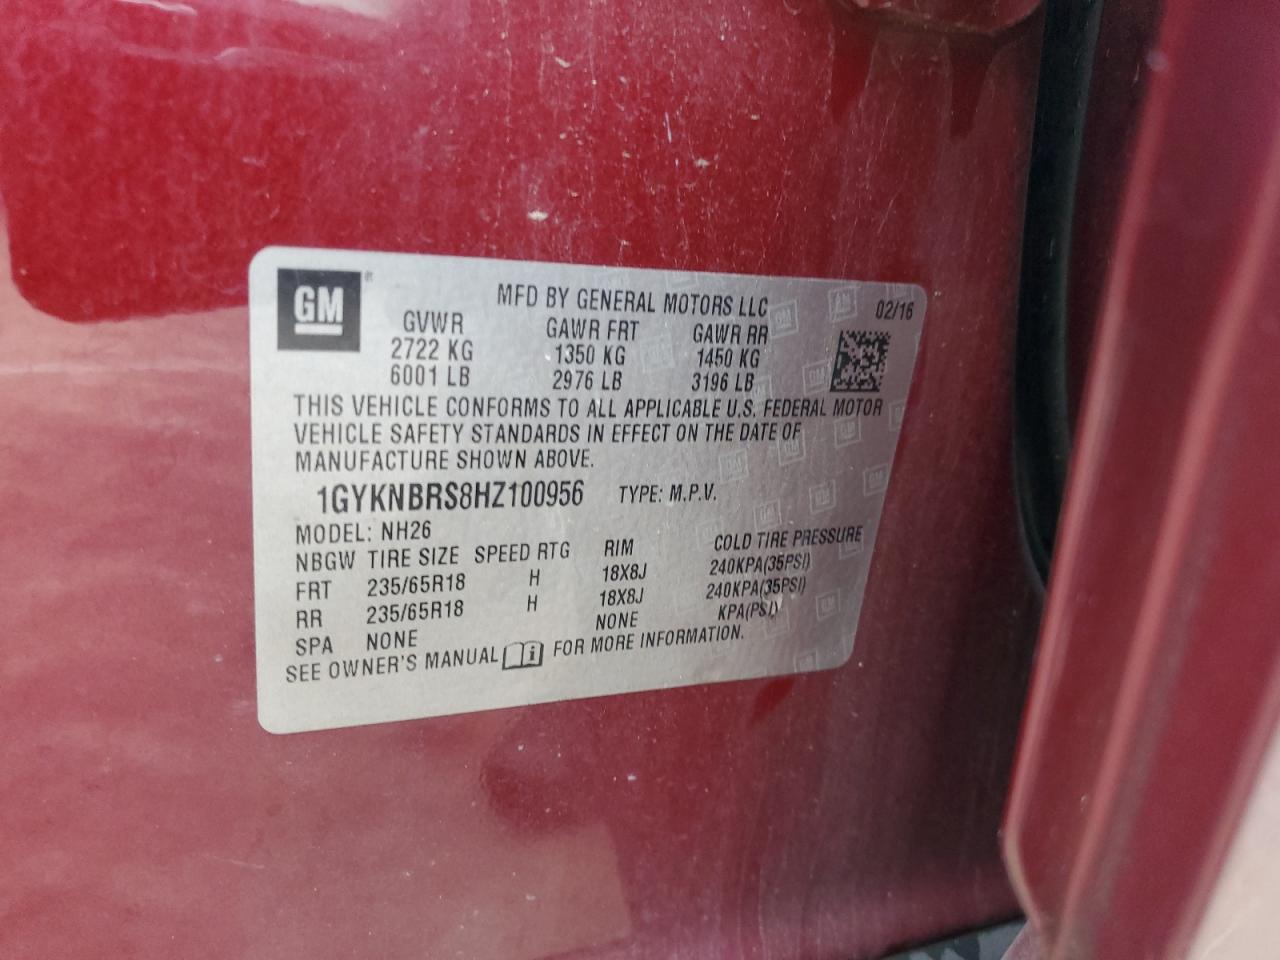 GM®
MFD BY GENERAL MOTORS LLC 02/16
GVWR GAWR FRT GAWR RR
2722 KG 1350 KG 1450 KG
6001 LB 2976 LB 3196 LB
THIS VEHICLE CONFORMS TO ALL APPLICABLE U.S. FEDERAL MOTOR
VEHICLE SAFETY STANDARDS IN EFFECT ON THE DATE OF
MANUFACTURE SHOWN ABOVE.
1GYKNBRS8HZ100956 TYPE: M.P.V.
MODEL: NH26
NBGW TIRE SIZE SPEED RTG RIM COLD TIRE PRESSURE
FRT 235/65R18 H 18X8J 240KPA(35PSI)
RR 235/65R18 H 18X8J 240KPA(35PSI)
SPA NONE NONE KPA(PSI)
SEE OWNER'S MANUAL i FOR MORE INFORMATION.